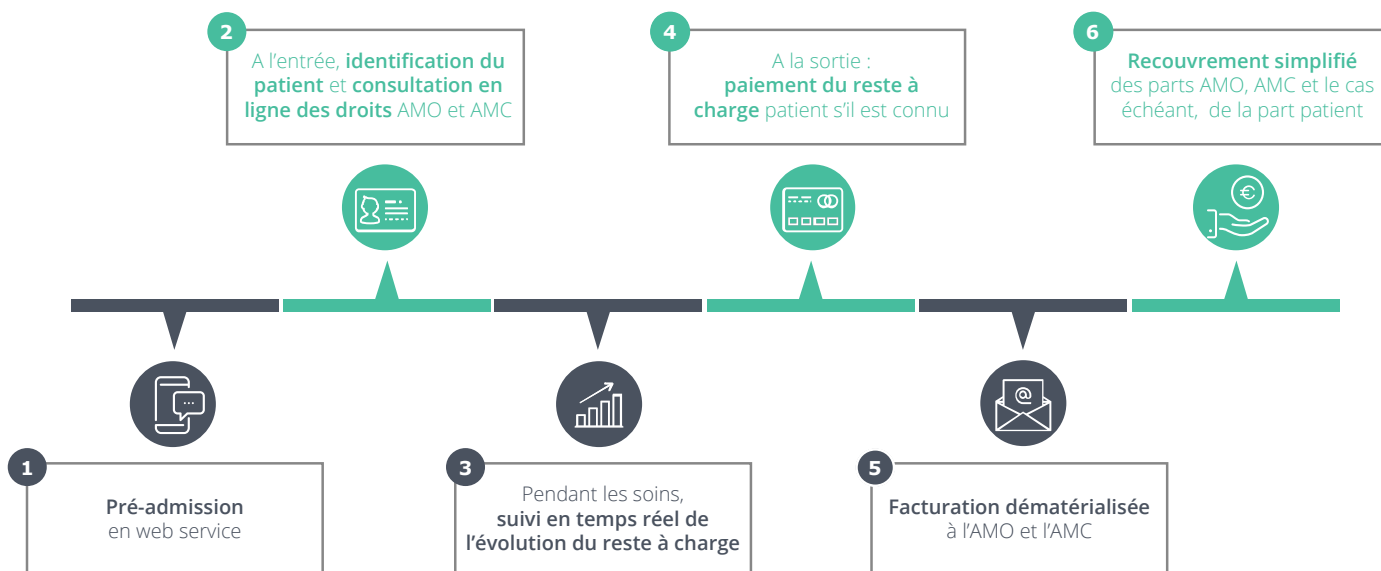 1
Pré-admission
en web service
2
A l’entrée, identification du
patient et consultation en
ligne des droits AMO et AMC
3
Pendant les soins,
suivi en temps réel de
l’évolution du reste à charge
4
A la sortie :
paiement du reste à
charge patient s’il est connu
5
Facturation dématérialisée
à l’AMO et l’AMC
@
6
Recouvrement simplifié
des parts AMO, AMC et le cas
échéant, de la part patient
€